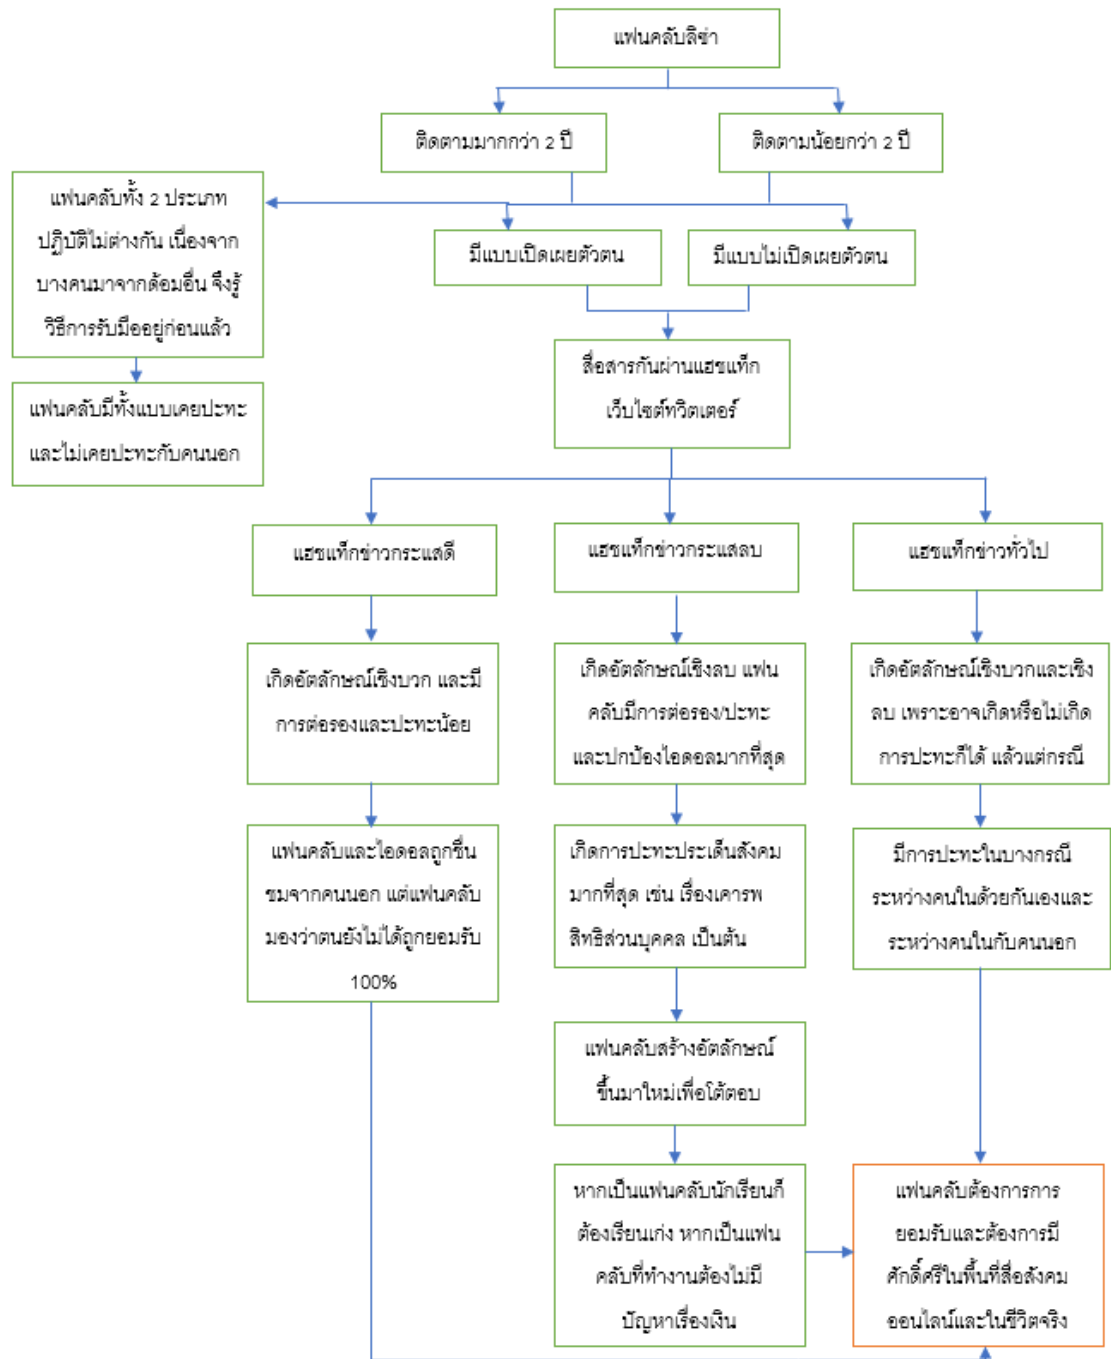 แฟนคลับลิซ่า
ติดตามมากกว่า 2 ปี
ติดตามน้อยกว่า 2 ปี
แฟนคลับทั้ง 2 ประเภท
ปฏิบัติไม่ต่างกัน เนื่องจาก
บางคนมาจากด้อมอื่น จึงรู้
วิธีการรับมืออยู่ก่อนแล้ว
มีแบบเปิดเผยตัวตน
มีแบบไม่เปิดเผยตัวตน
แฟนคลับมีทั้งแบบเคยปะทะ
และไม่เคยปะทะกับคนนอก
สื่อสารกันผ่านแฮชแท็ก
เว็บไซต์ทวิตเตอร์
แฮชแท็กข่าวกระแสดี
แฮชแท็กข่าวกระแสลบ
แฮชแท็กข่าวทั่วไป
เกิดอัตลักษณ์เชิงบวก และมี
การต่อรองและปะทะน้อย
เกิดอัตลักษณ์เชิงลบ แฟน
คลับมีการต่อรอง/ปะทะ
และปกป้องไอดอลมากที่สุด
เกิดอัตลักษณ์เชิงบวกและเชิง
ลบ เพราะอาจเกิดหรือไม่เกิด
การปะทะก็ได้ แล้วแต่กรณี
แฟนคลับและไอดอลถูกชื่น
ชมจากคนนอก แต่แฟนคลับ
มองว่าตนยังไม่ได้ถูกยอมรับ
100%
เกิดการปะทะประเด็นสังคม
มากที่สุด เช่น เรื่องเคารพ
สิทธิส่วนบุคคล เป็นต้น
มีการปะทะในบางกรณี
ระหว่างคนในด้วยกันเองและ
ระหว่างคนในกับคนนอก
แฟนคลับสร้างอัตลักษณ์
ขึ้นมาใหม่เพื่อโต้ตอบ
หากเป็นแฟนคลับนักเรียนก็
ต้องเรียนเก่ง หากเป็นแฟน
คลับที่ทำงานต้องไม่มี
ปัญหาเรื่องเงิน
แฟนคลับต้องการการ
ยอมรับและต้องการมี
ศักดิ์ศรีในพื้นที่สื่อสังคม
ออนไลน์และในชีวิตจริง